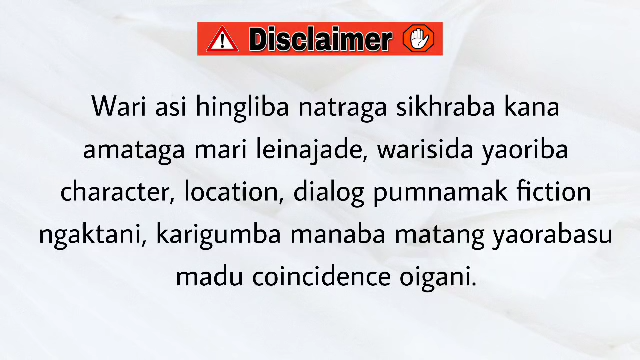 Disclaimer
Wari asi hingliba natraga sikhraba kana
amataga mari leinajade, warisida yaoriba
character, location, dialog pumnamak fiction
ngaktani, karigumba manaba matang yaorabasu
madu coincidence oigani.